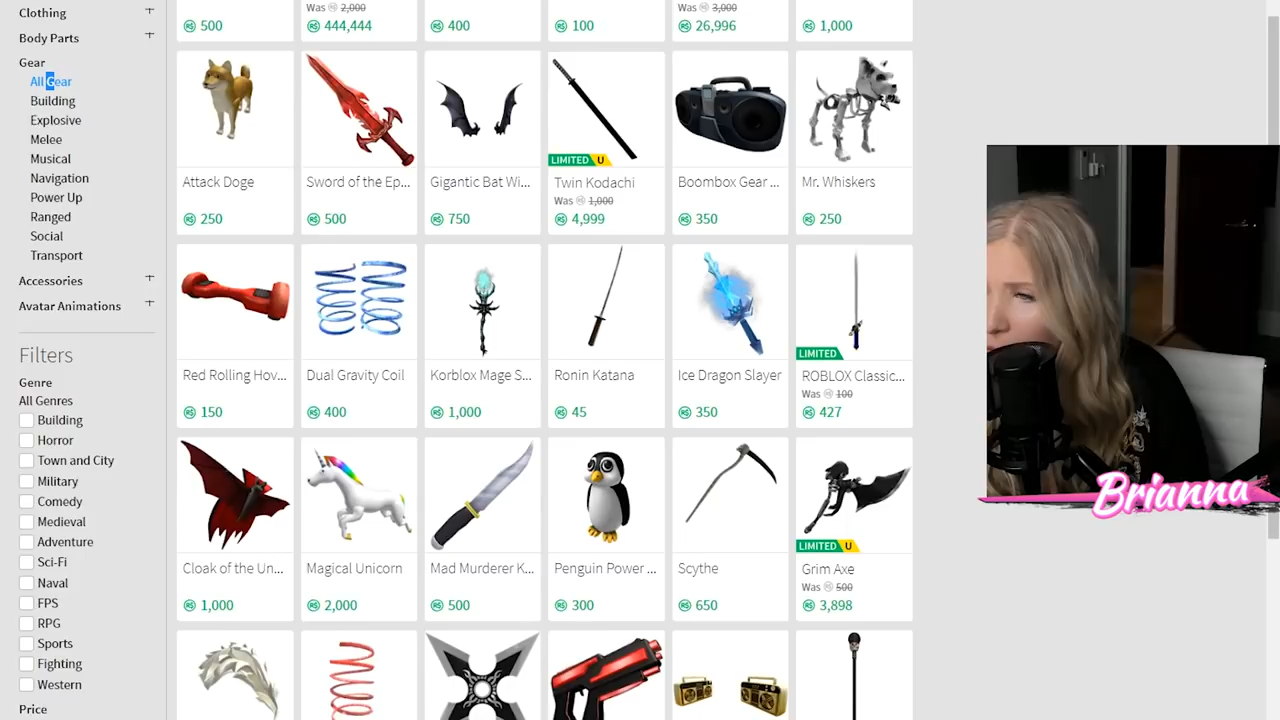 Clothing +
Body Parts +
Gear
All Gear
Building
Explosive
Melee
Musical
Navigation
Power Up
Ranged
Social
Transport
Accessories +
Avatar Animations +
Filters
Genre
All Genres
Building
Horror
Town and City
Military
Comedy
Medieval
Adventure
Sci-Fi
Naval
FPS
RPG
Sports
Fighting
Western
Price
500
Was 2,000
444,444
400
100
Was 3,000
26,996
1,000
Attack Doge
250
Sword of the Ep...
500
Gigantic Bat Wi...
750
LIMITED U
Twin Kodachi
Was 1,000
4,999
Boombox Gear ...
350
Mr. Whiskers
250
Red Rolling Hov...
150
Dual Gravity Coil
400
Korblox Mage S...
1,000
Ronin Katana
45
Ice Dragon Slayer
350
LIMITED
ROBLOX Classic...
Was 100
427
Cloak of the Un...
1,000
Magical Unicorn
2,000
Mad Murderer K...
500
Penguin Power ...
300
Scythe
650
LIMITED U
Grim Axe
Was 500
3,898
Brianna